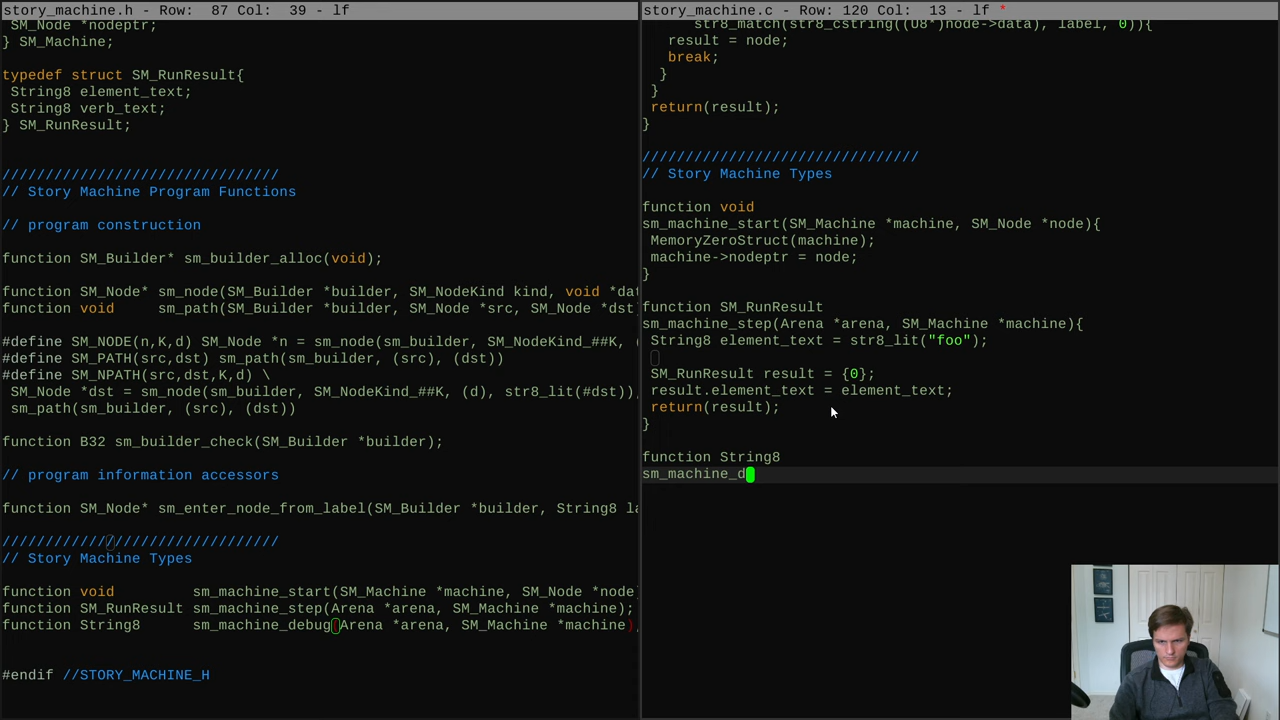 story_machine.h - Row:  87 Col:  39 - lf
SM_Node *nodeptr;
} SM_Machine;
typedef struct SM_RunResult{
String8 element_text;
String8 verb_text;
} SM_RunResult;
////////////////////////////////
// Story Machine Program Functions
// program construction
function SM_Builder* sm_builder_alloc(void);
function SM_Node* sm_node(SM_Builder *builder, SM_NodeKind kind, void *dat
function void     sm_path(SM_Builder *builder, SM_Node *src, SM_Node *dst
#define SM_NODE(n,K,d) SM_Node *n = sm_node(sm_builder, SM_NodeKind_##K, (
#define SM_PATH(src,dst) sm_path(sm_builder, (src), (dst))
#define SM_NPATH(src,dst,K,d) \
SM_Node *dst = sm_node(sm_builder, SM_NodeKind_##K, (d), str8_lit(#dst));
sm_path(sm_builder, (src), (dst))
function B32 sm_builder_check(SM_Builder *builder);
// program information accessors
function SM_Node* sm_enter_node_from_label(SM_Builder *builder, String8 la
////////////////////////////////
// Story Machine Types
function void         sm_machine_start(SM_Machine *machine, SM_Node *node
function SM_RunResult sm_machine_step(Arena *arena, SM_Machine *machine);
function String8      sm_machine_debug(Arena *arena, SM_Machine *machine);
#endif //STORY_MACHINE_H
story_machine.c - Row: 120 Col:  13 - lf *
str8_match(str8_cstring((U8*)node->data), label, 0)){
result = node;
break;
}
}
return(result);
}
////////////////////////////////
// Story Machine Types
function void
sm_machine_start(SM_Machine *machine, SM_Node *node){
MemoryZeroStruct(machine);
machine->nodeptr = node;
}
function SM_RunResult
sm_machine_step(Arena *arena, SM_Machine *machine){
String8 element_text = str8_lit("foo");
SM_RunResult result = {0};
result.element_text = element_text;
return(result);
}
function String8
sm_machine_d